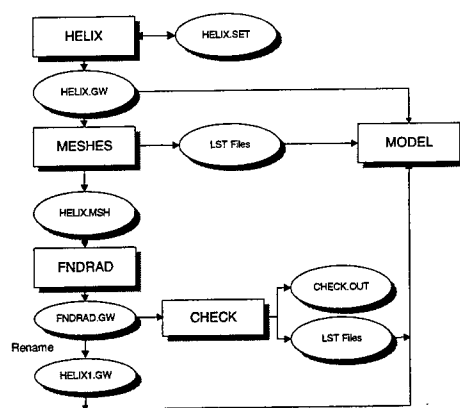 HELIX
HELIX.SET
HELIX.GW
MESHES
LST Files
MODEL
HELIX.MSH
FNDRAD
FNDRAD.GW
CHECK
CHECK.OUT
LST Files
Rename
HELIX1.GW